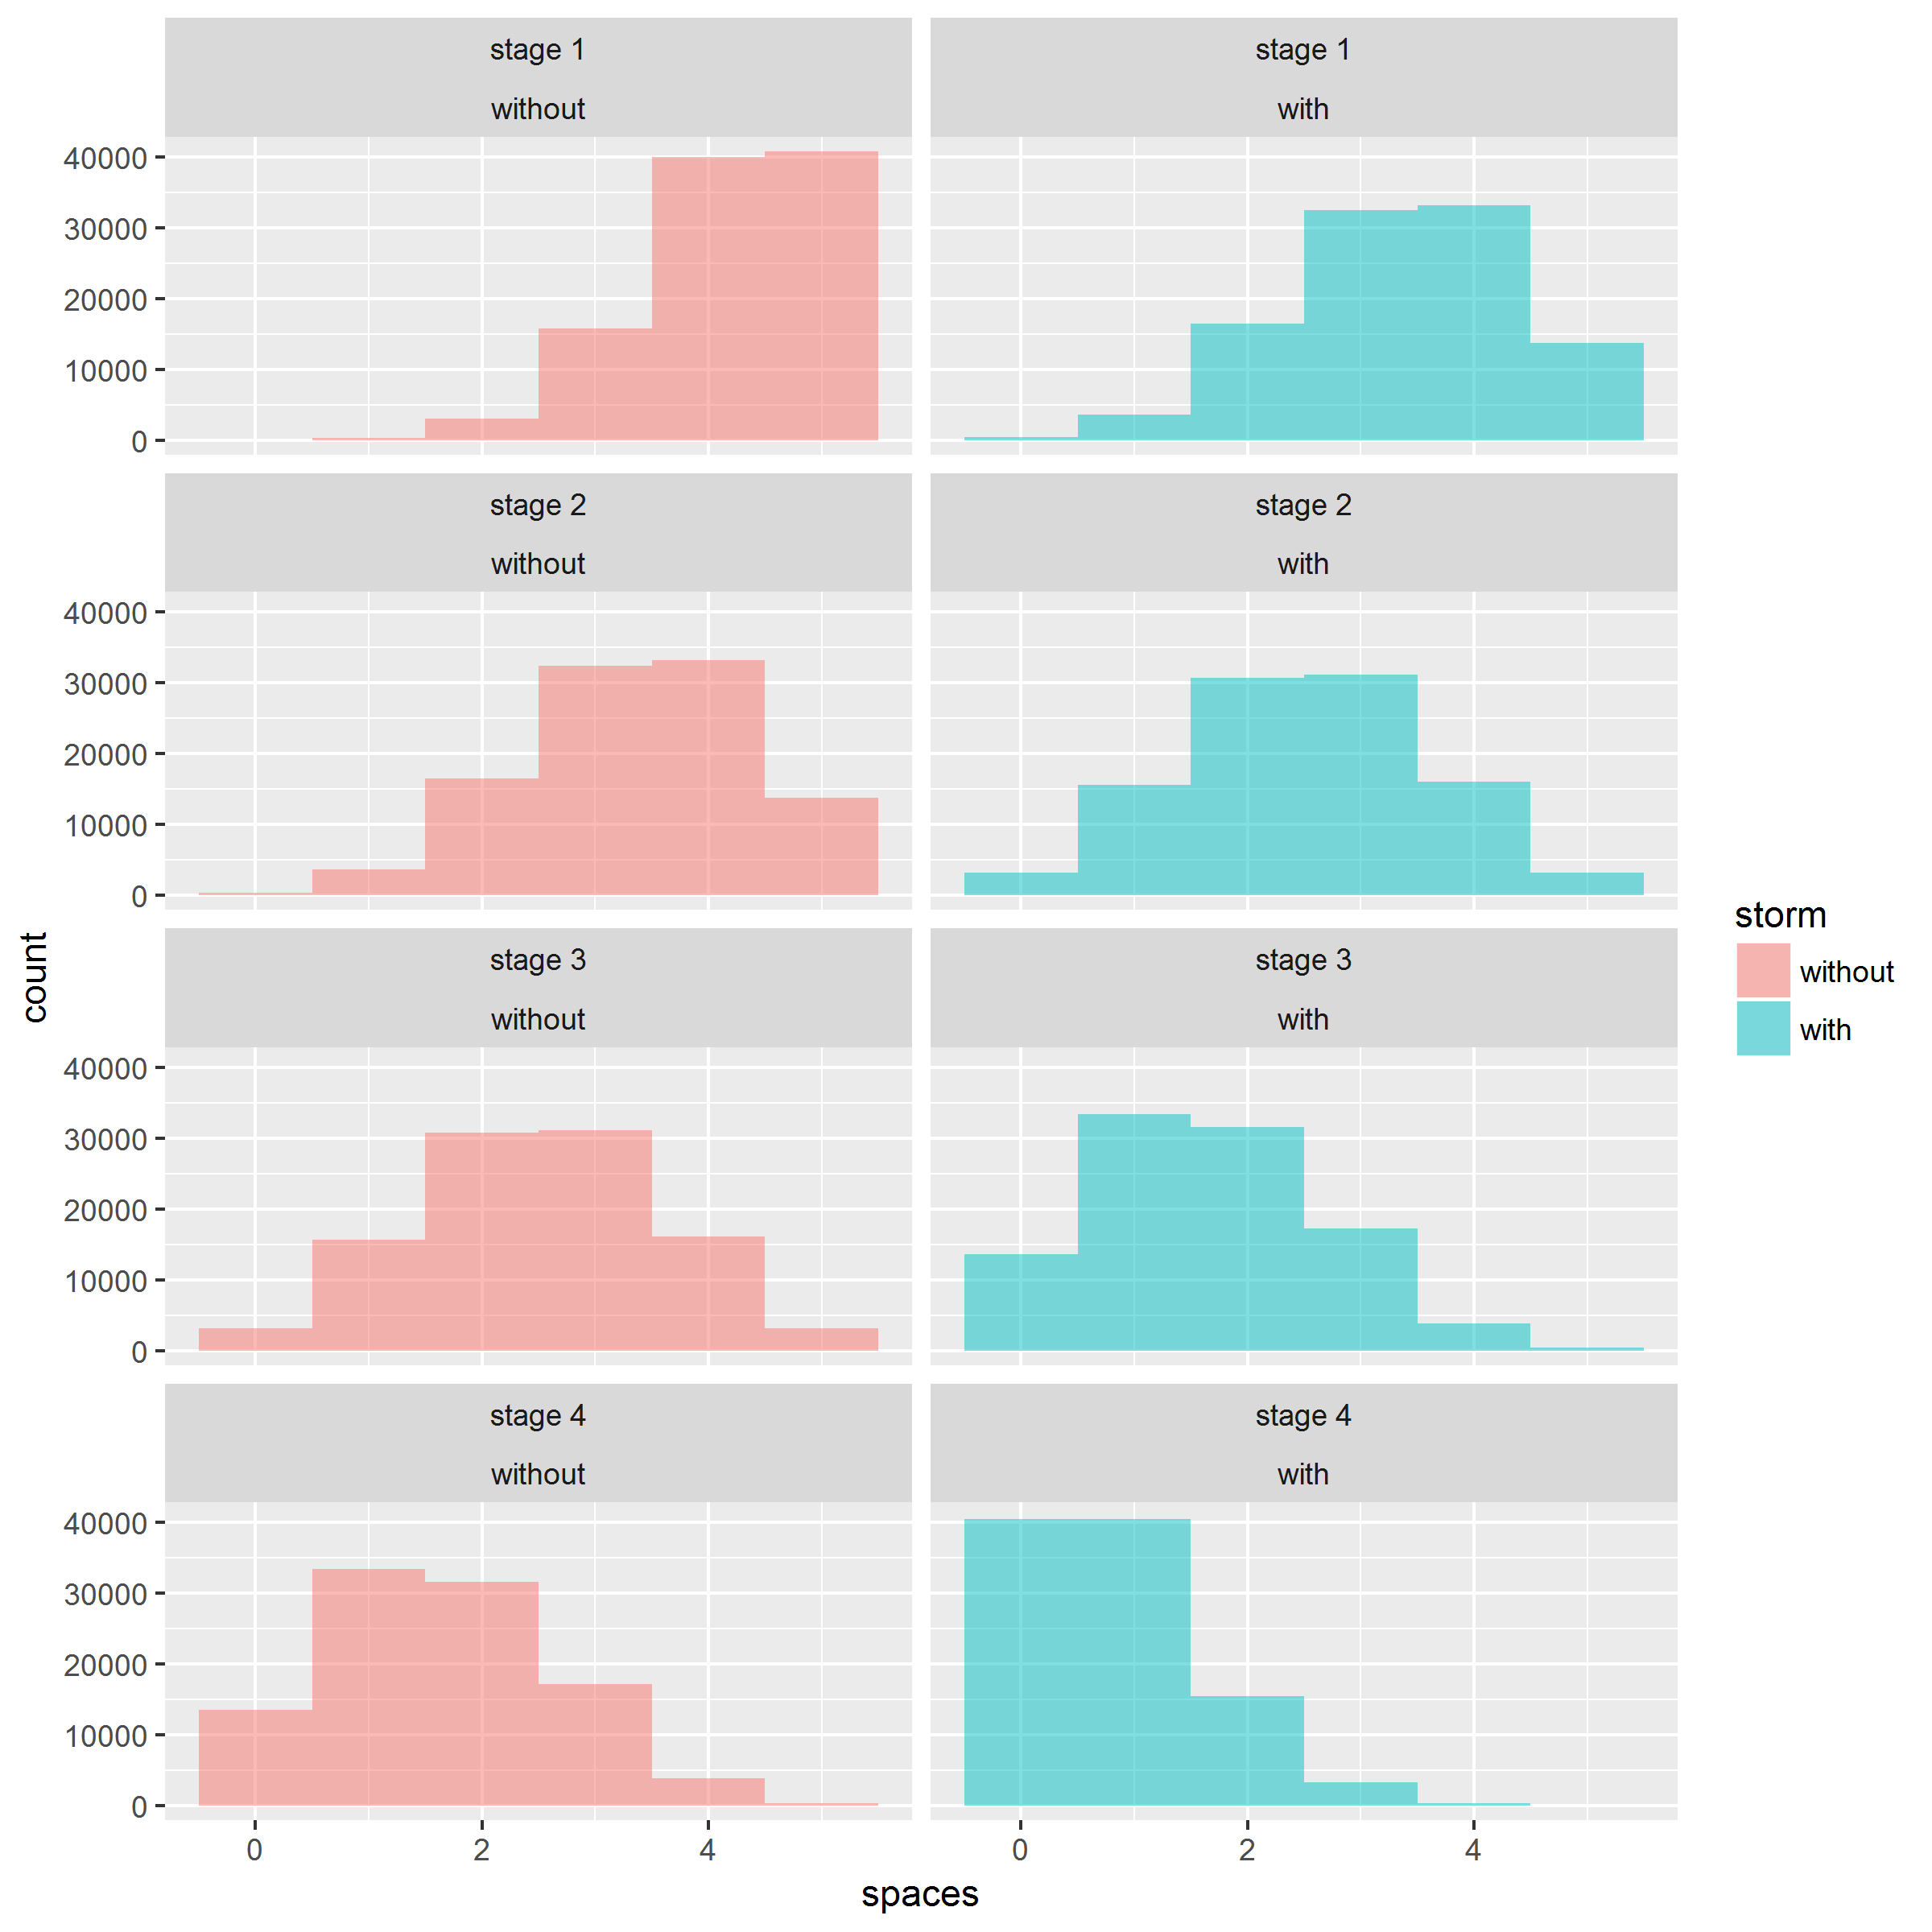 stage 1
without
stage 1
with
40000
30000
20000
10000
0
stage 2
without
stage 2
with
40000
30000
20000
10000
0
stage 3
without
stage 3
with
40000
30000
20000
10000
0
stage 4
without
stage 4
with
40000
30000
20000
10000
0
0 2 4
0 2 4
spaces
count
storm
without
with